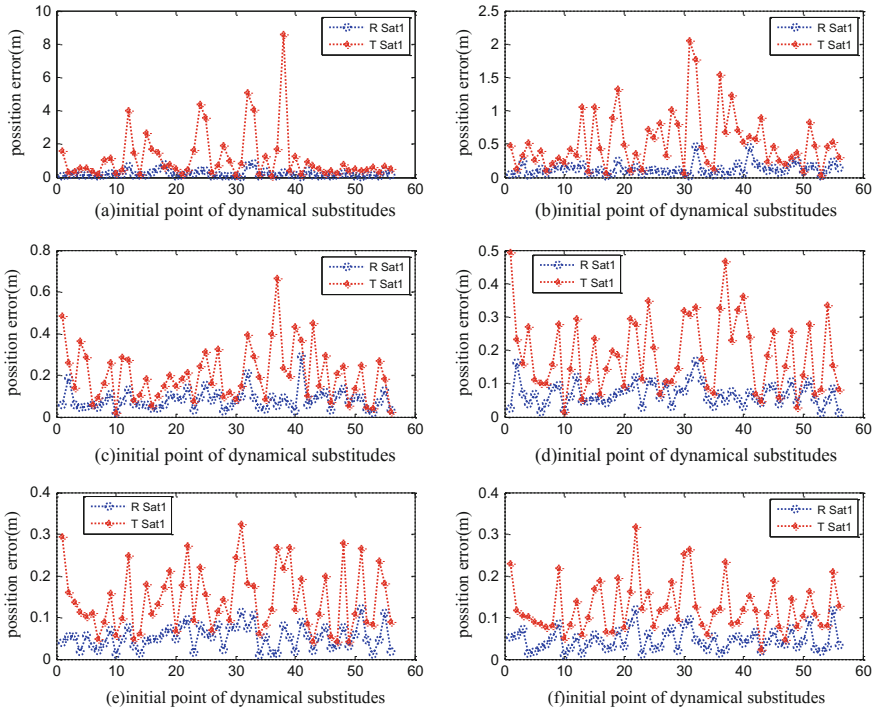 10
8
6
4
2
0
0 10 20 30 40 50 60
possition error(m)
R Sat1
T Sat1
(a)initial point of dynamical substitudes
2.5
2
1.5
1
0.5
0
0 10 20 30 40 50 60
possition error(m)
R Sat1
T Sat1
(b)initial point of dynamical substitudes
0.8
0.6
0.4
0.2
0
0 10 20 30 40 50 60
possition error(m)
R Sat1
T Sat1
(c)initial point of dynamical substitudes
0.5
0.4
0.3
0.2
0.1
0
0 10 20 30 40 50 60
possition error(m)
R Sat1
T Sat1
(d)initial point of dynamical substitudes
0.4
0.3
0.2
0.1
0
0 10 20 30 40 50 60
possition error(m)
R Sat1
T Sat1
(e)initial point of dynamical substitudes
0.4
0.3
0.2
0.1
0
0 10 20 30 40 50 60
possition error(m)
R Sat1
T Sat1
(f)initial point of dynamical substitudes